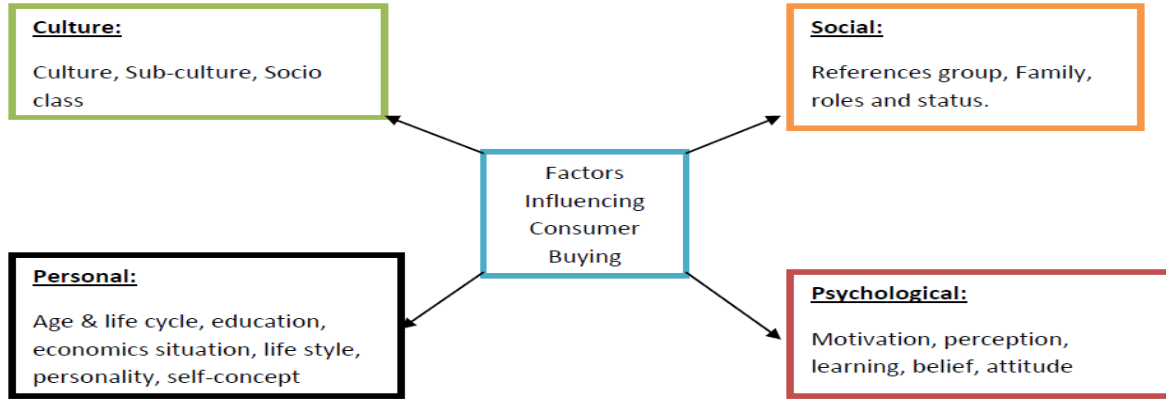 Culture:
Culture, Sub-culture, Socio
class
Social:
References group, Family,
roles and status.
Factors
Influencing
Consumer
Buying
Personal:
Age & life cycle, education,
economics situation, life style,
personality, self-concept
Psychological:
Motivation, perception,
learning, belief, attitude